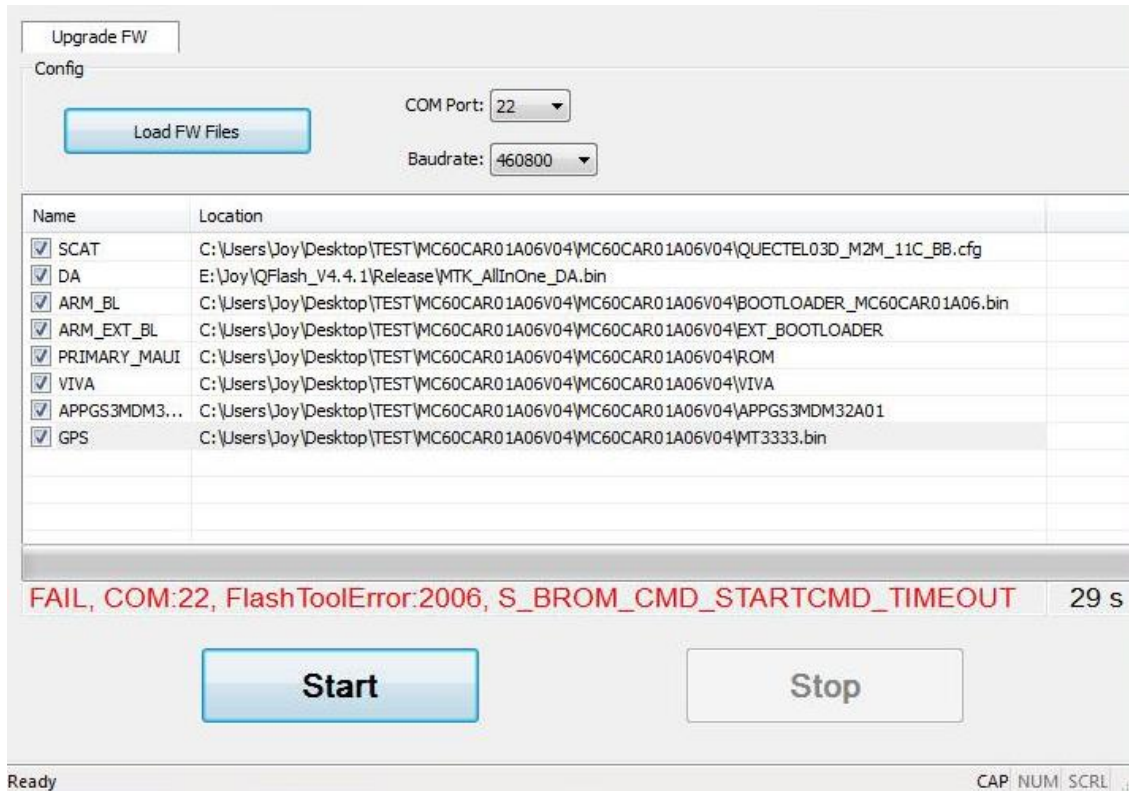 Upgrade FW
Config
Load FW Files
COM Port: 22
Baudrate: 460800
Name Location
SCAT C:\Users\Joy\Desktop\TEST\MC60CAR01A06V04\MC60CAR01A06V04\QUECTEL03D_M2M_11C_BB.cfg
DA E:\Joy\QFlash_V4.4.1\Release\MTK_AllInOne_DA.bin
ARM_BL C:\Users\Joy\Desktop\TEST\MC60CAR01A06V04\MC60CAR01A06V04\BOOTLOADER_MC60CAR01A06.bin
ARM_EXT_BL C:\Users\Joy\Desktop\TEST\MC60CAR01A06V04\MC60CAR01A06V04\EXT_BOOTLOADER
PRIMARY_MAUI C:\Users\Joy\Desktop\TEST\MC60CAR01A06V04\MC60CAR01A06V04\ROM
VIVA C:\Users\Joy\Desktop\TEST\MC60CAR01A06V04\MC60CAR01A06V04\VIVA
APPGS3MDM3... C:\Users\Joy\Desktop\TEST\MC60CAR01A06V04\MC60CAR01A06V04\APPGS3MDM32A01
GPS C:\Users\Joy\Desktop\TEST\MC60CAR01A06V04\MC60CAR01A06V04\MT3333.bin
FAIL, COM:22, FlashToolError:2006, S_BROM_CMD_STARTCMD_TIMEOUT 29 s
Start Stop
Ready CAP NUM SCRL